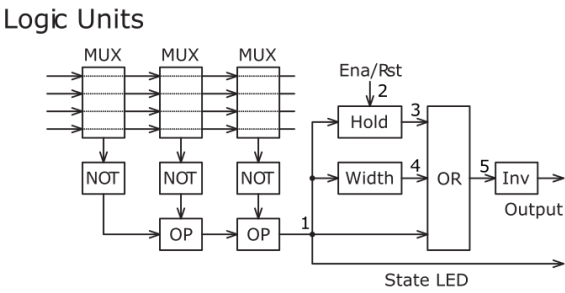 Logic Units
MUX MUX MUX
Ena/Rst
2
Hold 3
NOT NOT NOT Width 4 OR 5 Inv
Output
OP OP 1
State LED